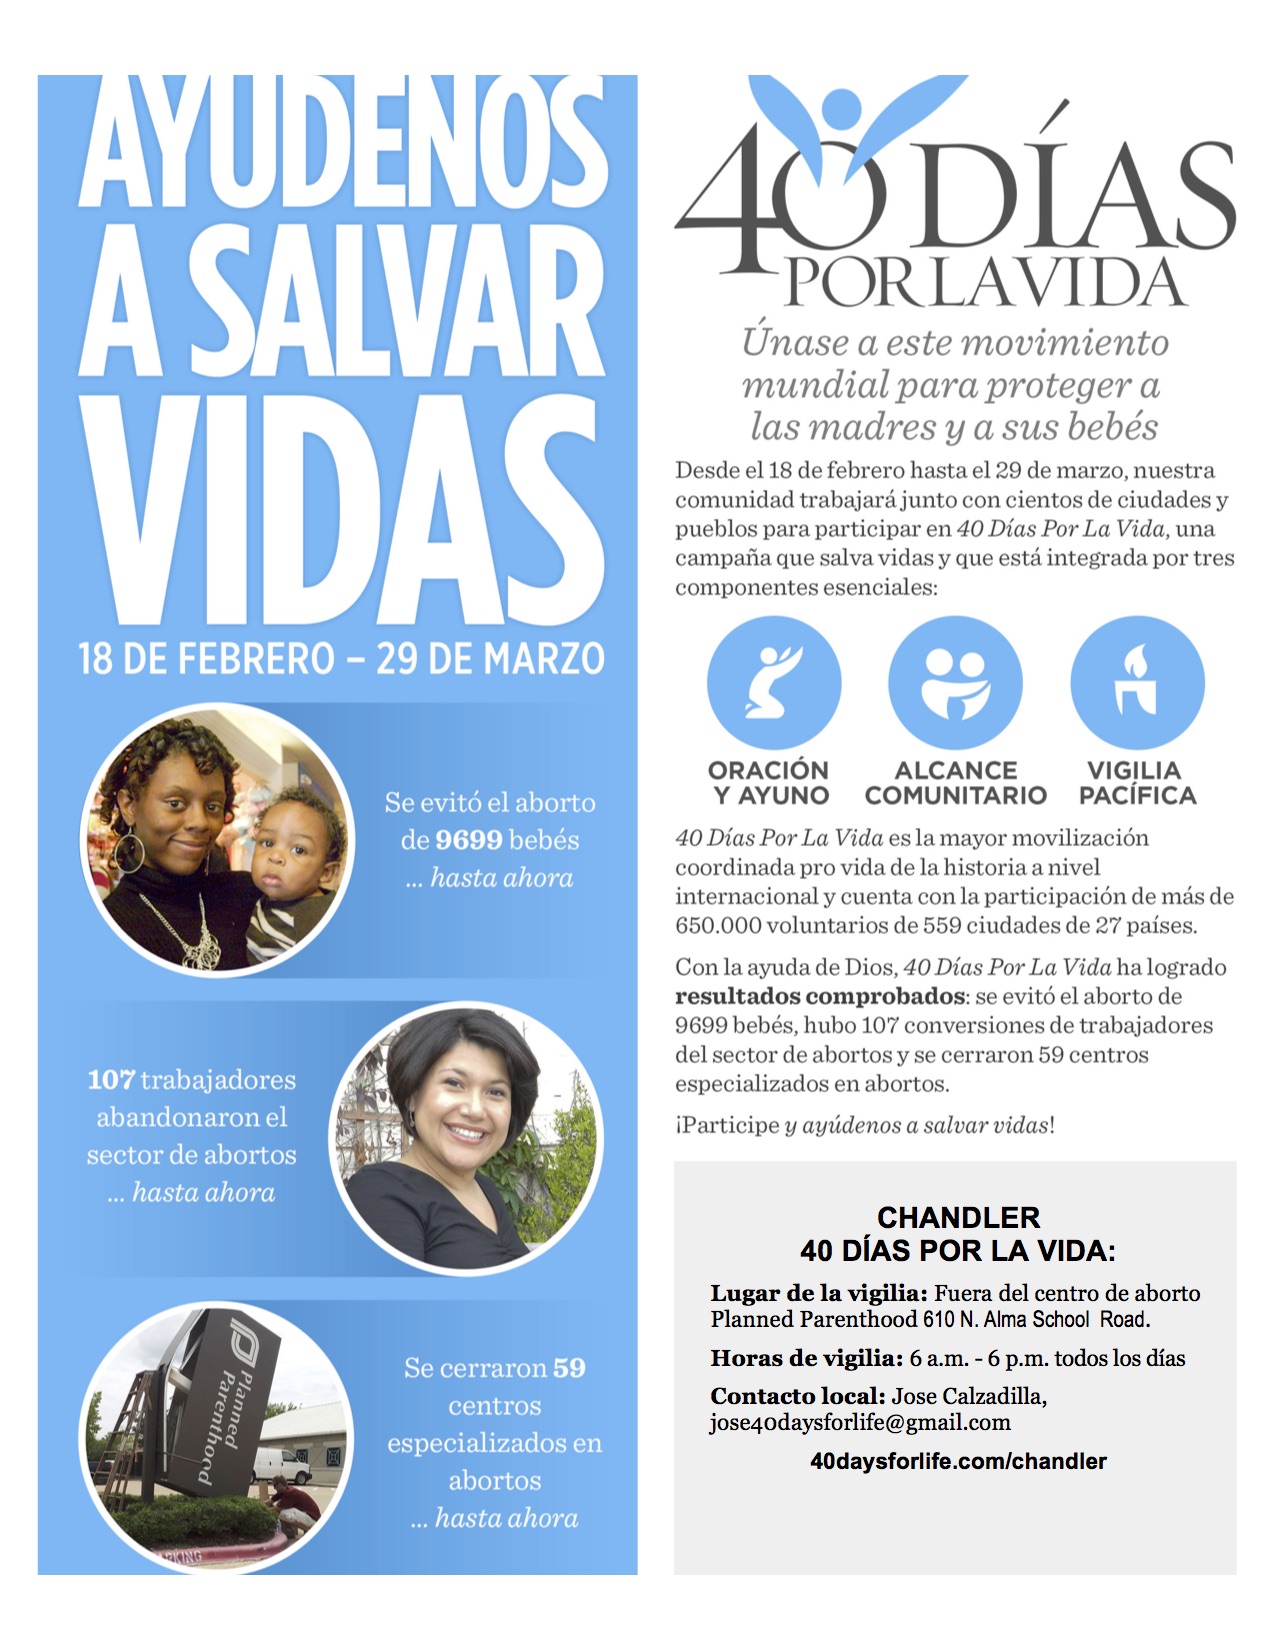 AYÚDENOS
A SALVAR
VIDAS
18 DE FEBRERO – 29 DE MARZO
Se evitó el aborto
de 9699 bebés
... hasta ahora
107 trabajadores
abandonaron el
sector de abortos
... hasta ahora
Planned
Parenthood
PARKING
Se cerraron 59
centros
especializados en
abortos
... hasta ahora
40 DÍAS
POR LA VIDA
Únase a este movimiento
mundial para proteger a
las madres y a sus bebés
Desde el 18 de febrero hasta el 29 de marzo, nuestra
comunidad trabajará junto con cientos de ciudades y
pueblos para participar en 40 Días Por La Vida, una
campaña que salva vidas y que está integrada por tres
componentes esenciales:
ORACIÓN
Y AYUNO
ALCANCE
COMUNITARIO
VIGILIA
PACÍFICA
40 Días Por La Vida es la mayor movilización
coordinada pro vida de la historia a nivel
internacional y cuenta con la participación de más de
650.000 voluntarios de 559 ciudades de 27 países.
Con la ayuda de Dios, 40 Días Por La Vida ha logrado
resultados comprobados: se evitó el aborto de
9699 bebés, hubo 107 conversiones de trabajadores
del sector de abortos y se cerraron 59 centros
especializados en abortos.
¡Participe y ayúdenos a salvar vidas!
CHANDLER
40 DÍAS POR LA VIDA:
Lugar de la vigilia: Fuera del centro de aborto
Planned Parenthood 610 N. Alma School Road.
Horas de vigilia: 6 a.m. - 6 p.m. todos los días
Contacto local: Jose Calzadilla,
jose40daysforlife@gmail.com
40daysforlife.com/chandler